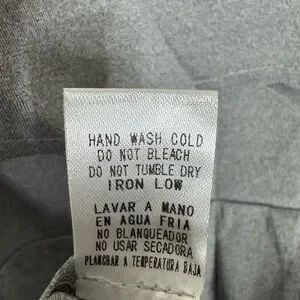 HAND WASH COLD
DO NOT BLEACH
DO NOT TUMBLE DRY
IRON LOW
LAVAR A MANO
EN AGUA FRIA
NO BLANQUEADOR
NO USAR SECADORA
PLANCHAR A TEMPERATURA BAJA